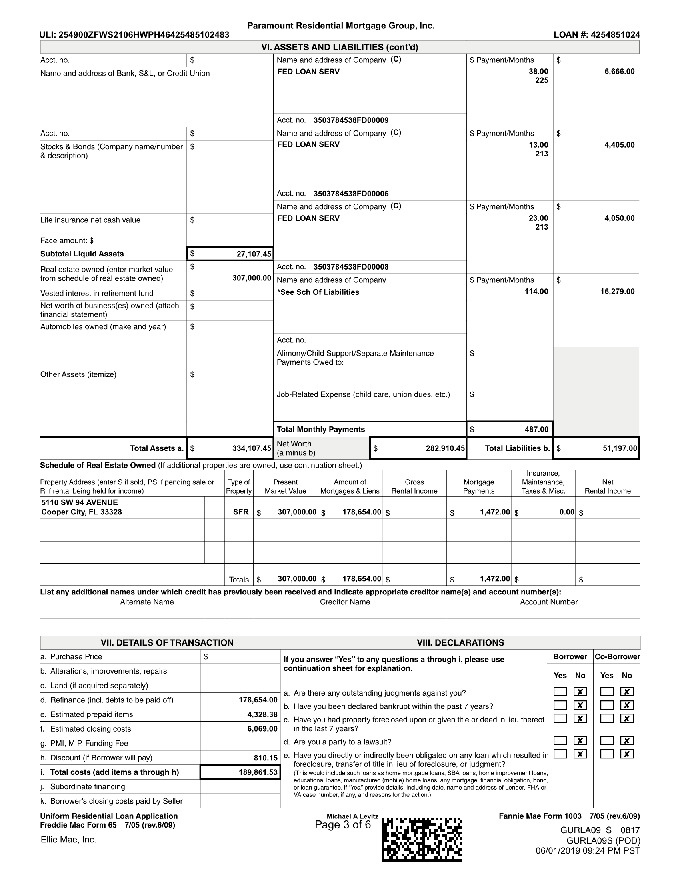 Paramount Residential Mortgage Group, Inc.
ULI: 254900ZFWS2106HWPH46425485102483 LOAN #: 4254851024
VI. ASSETS AND LIABILITIES (cont'd)
Acct. no. $ Name and address of Company (C) $ Payment/Months $
Name and address of Bank, S&L, or Credit Union FED LOAN SERV 38.00 6,666.00
225
Acct. no. 3503784538FD00009
Acct. no. $ Name and address of Company (C) $ Payment/Months $
Stocks & Bonds (Company name/number $ FED LOAN SERV 13.00 4,405.00
& description) 213
Acct. no. 3503784538FD00006
Name and address of Company (C) $ Payment/Months $
Life insurance net cash value $ FED LOAN SERV 23.00 4,050.00
213
Face amount: $
Subtotal Liquid Assets $ 27,107.45
Real estate owned (enter market value $ Acct. no. 3503784538FD00008
from schedule of real estate owned) 307,000.00 Name and address of Company $ Payment/Months $
Vested interest in retirement fund $ *See Sch Of Liabilities 114.00 16,279.00
Net worth of business(es) owned (attach $
financial statement)
Automobiles owned (make and year) $
Acct. no.
Alimony/Child Support/Separate Maintenance $
Payments Owed to:
Other Assets (itemize) $
Job-Related Expense (child care, union dues, etc.) $
Total Monthly Payments $ 487.00
Total Assets a. $ 334,107.45 Net Worth (a minus b) $ 282,910.45 Total Liabilities b. $ 51,197.00
Schedule of Real Estate Owned (If additional properties are owned, use continuation sheet.)
Property Address (enter S if sold, PS if pending sale or R if rental being held for income) Type of Property Present Market Value Amount of Mortgages & Liens Gross Rental Income Mortgage Payments Insurance, Maintenance, Taxes & Misc. Net Rental Income
5110 SW 94 AVENUE
Cooper City, FL 33328 SFR $ 307,000.00 $ 178,654.00 $ $ 1,472.00 $ 0.00 $
Totals $ 307,000.00 $ 178,654.00 $ $ 1,472.00 $ $
List any additional names under which credit has previously been received and indicate appropriate creditor name(s) and account number(s):
Alternate Name Creditor Name Account Number
VII. DETAILS OF TRANSACTION
a. Purchase Price $
b. Alterations, improvements, repairs
c. Land (if acquired separately)
d. Refinance (incl. debts to be paid off) 178,654.00
e. Estimated prepaid items 4,328.38
f. Estimated closing costs 6,069.00
g. PMI, MIP, Funding Fee
h. Discount (if Borrower will pay) 810.15
i. Total costs (add items a through h) 189,861.53
j. Subordinate financing
k. Borrower's closing costs paid by Seller
VIII. DECLARATIONS
If you answer "Yes" to any questions a through i, please use Borrower Co-Borrower
continuation sheet for explanation. Yes No Yes No
a. Are there any outstanding judgments against you? X X
b. Have you been declared bankrupt within the past 7 years? X X
c. Have you had property foreclosed upon or given title or deed in lieu thereof X X
in the last 7 years?
d. Are you a party to a lawsuit? X X
e. Have you directly or indirectly been obligated on any loan which resulted in X X
foreclosure, transfer of title in lieu of foreclosure, or judgment?
(This would include such loans as home mortgage loans, SBA loans, home improvement loans,
educational loans, manufactured (mobile) home loans, any mortgage, financial obligation, bond,
or loan guarantee. If "Yes," provide details, including date, name and address of Lender, FHA or
VA case number, if any, and reasons for the action.)
Uniform Residential Loan Application Michael A Levitz Fannie Mae Form 1003 7/05 (rev.6/09)
Freddie Mac Form 65 7/05 (rev.6/09) Page 3 of 6
GURLA09 S 0817
Ellie Mae, Inc. GURLA09S (POD)
06/01/2019 09:24 PM PST